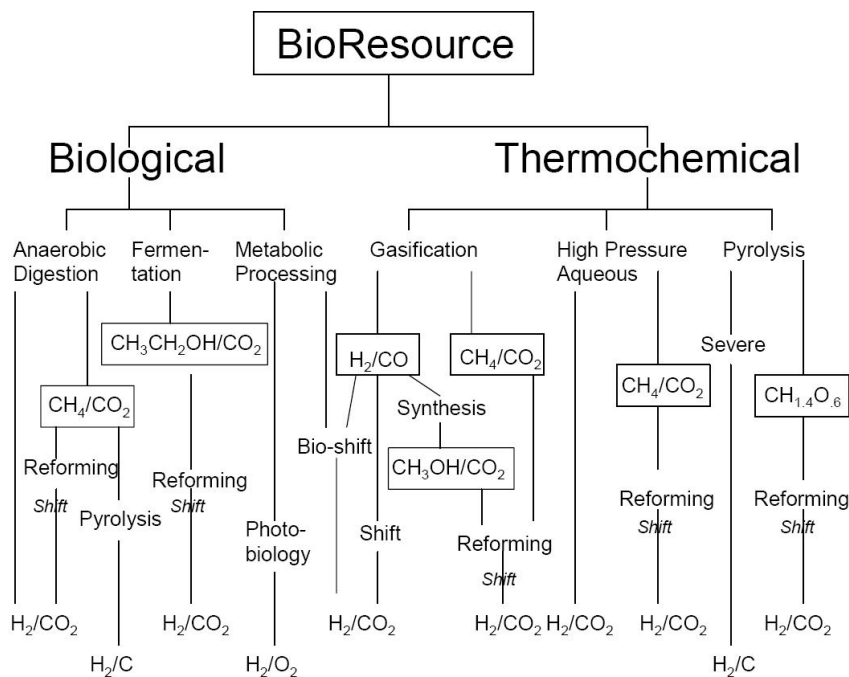 BioResource
Biological
Thermochemical
Anaerobic
Digestion
Fermen-
tation
Metabolic
Processing
Gasification
High Pressure
Aqueous
Pyrolysis
CH₃CH₂OH/CO₂
H₂/CO
CH₄/CO₂
Severe
CH₄/CO₂
CH₄/CO₂
CH₁.₄O.₆
Synthesis
Bio-shift
CH₃OH/CO₂
Reforming
Shift
Pyrolysis
Reforming
Shift
Photo-
biology
Shift
Reforming
Shift
Reforming
Shift
Reforming
Shift
H₂/CO₂
H₂/CO₂
H₂/CO₂
H₂/CO₂
H₂/CO₂
H₂/CO₂
H₂/CO₂
H₂/C
H₂/O₂
H₂/C